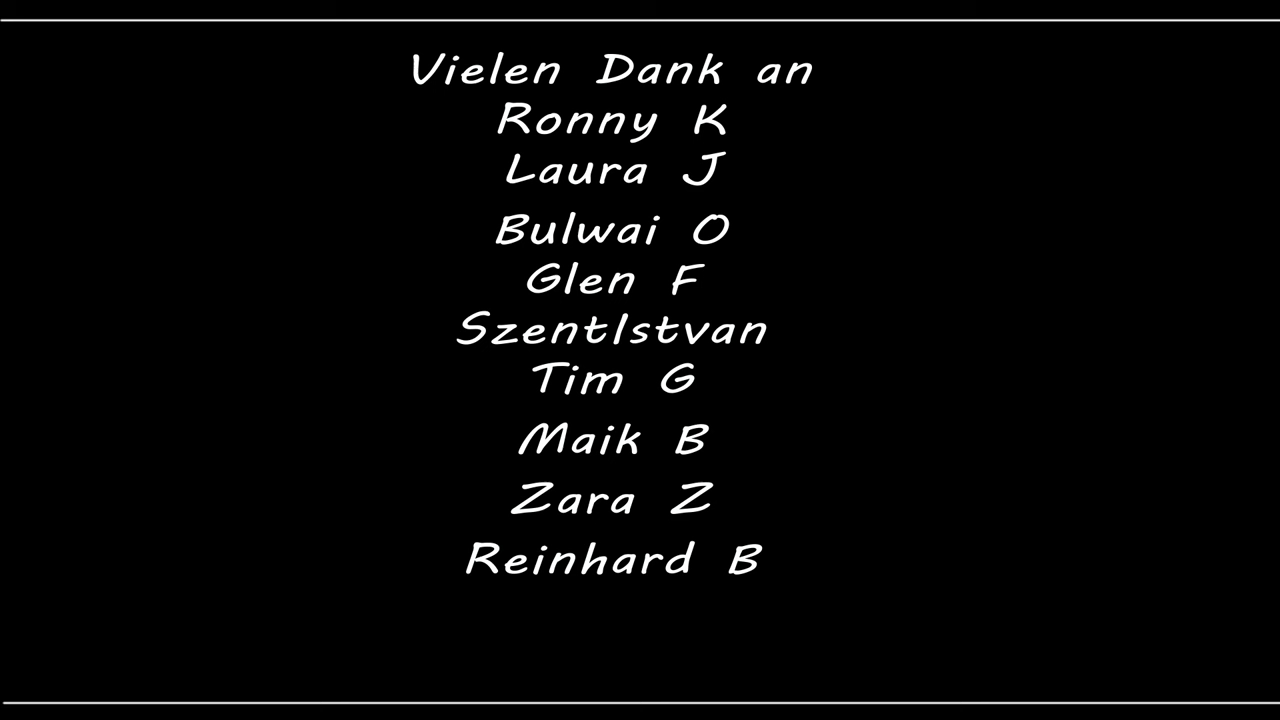 Vielen Dank an
Ronny K
Laura J
Bulwai O
Glen F
SzentIstvan
Tim G
Maik B
Zara Z
Reinhard B